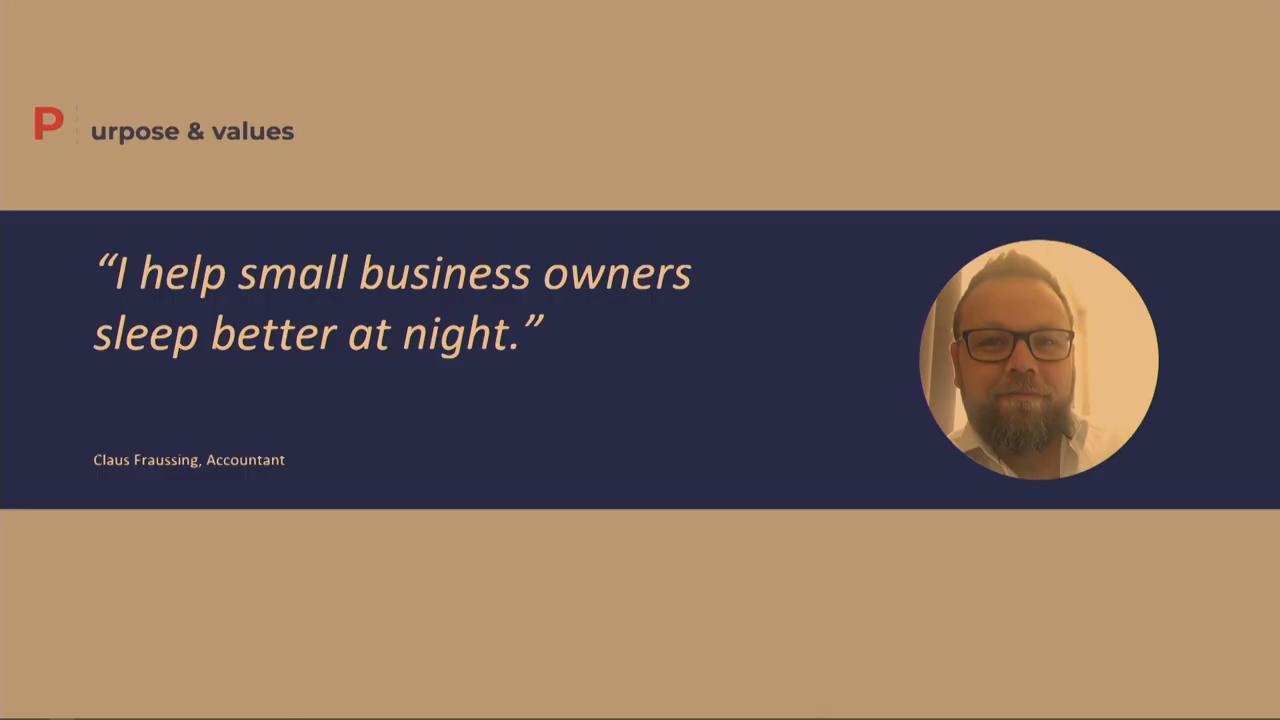 P urpose & values
“I help small business owners
sleep better at night.”
Claus Fraussing, Accountant